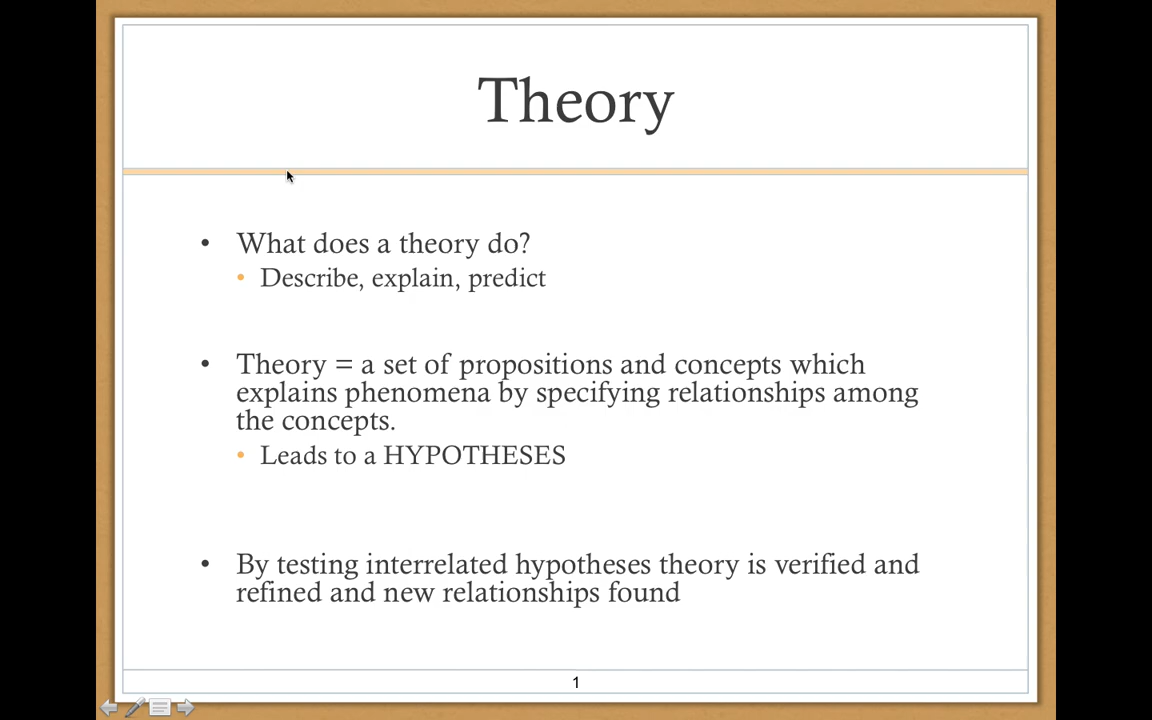 Theory
• What does a theory do?
• Describe, explain, predict
• Theory = a set of propositions and concepts which
explains phenomena by specifying relationships among
the concepts.
• Leads to a HYPOTHESES
• By testing interrelated hypotheses theory is verified and
refined and new relationships found
1